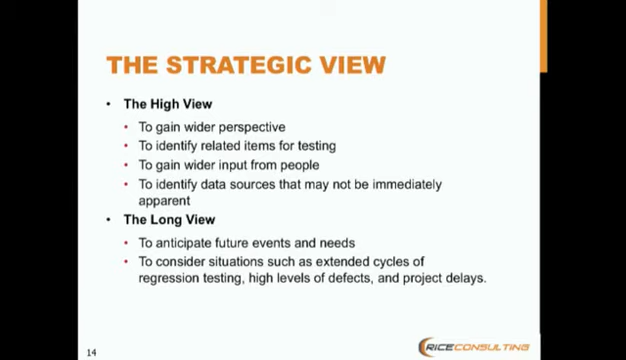 THE STRATEGIC VIEW
• The High View
• To gain wider perspective
• To identify related items for testing
• To gain wider input from people
• To identify data sources that may not be immediately
apparent
• The Long View
• To anticipate future events and needs
• To consider situations such as extended cycles of
regression testing, high levels of defects, and project delays.
14
RICECONSULTING